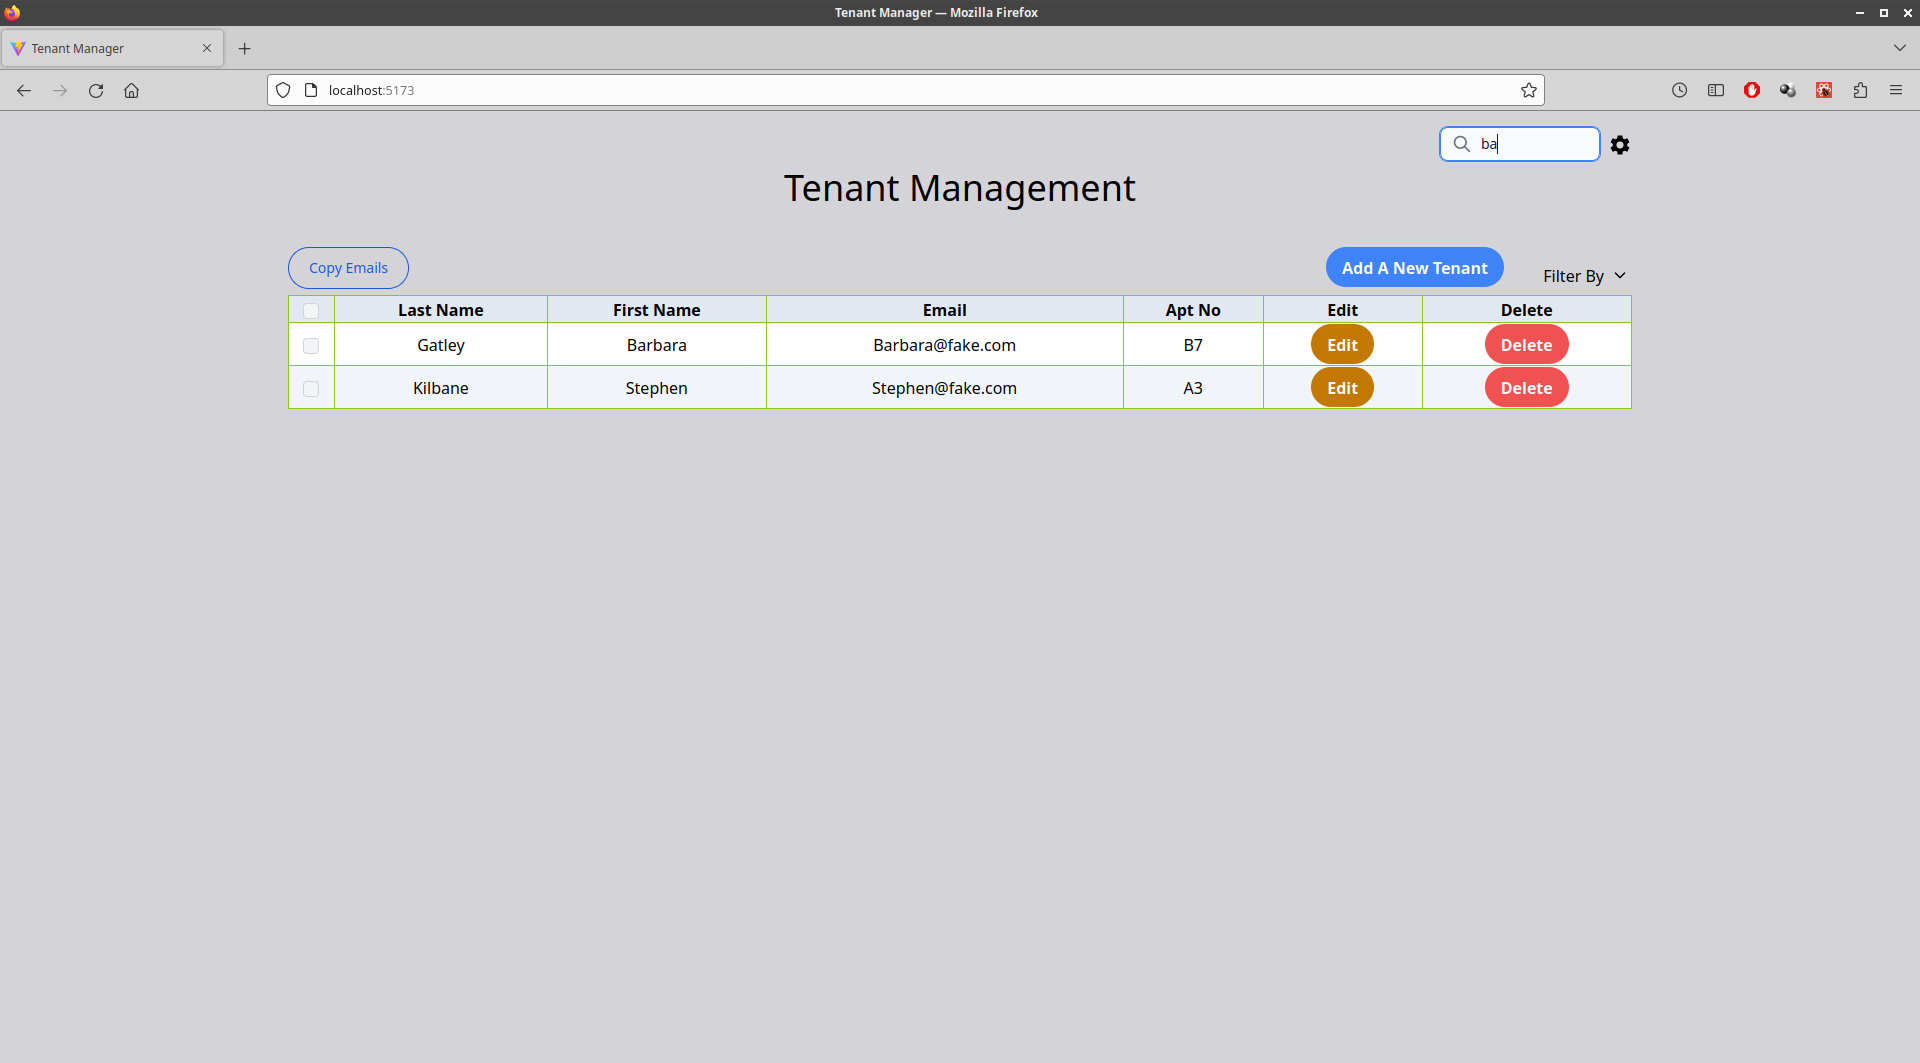 Tenant Manager — Mozilla Firefox
Tenant Manager
localhost:5173
ba
Tenant Management
Copy Emails
Add A New Tenant
Filter By
Last Name First Name Email Apt No Edit Delete
Gatley Barbara Barbara@fake.com B7 Edit Delete
Kilbane Stephen Stephen@fake.com A3 Edit Delete